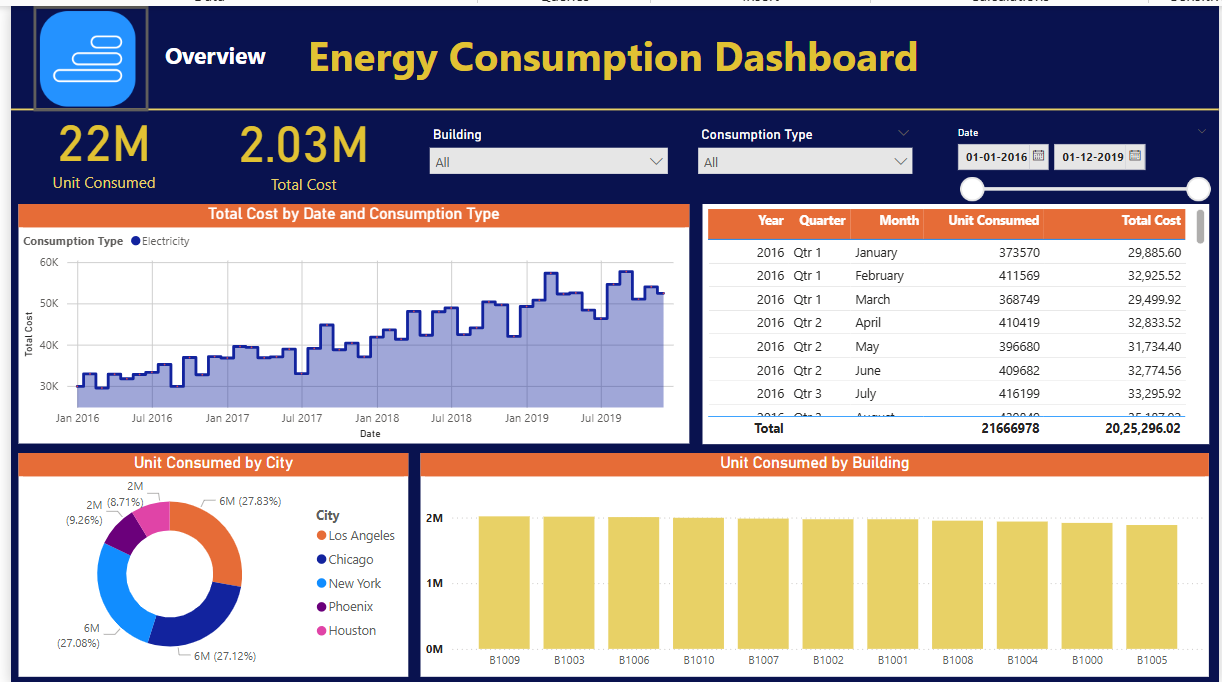 Overview
Energy Consumption Dashboard
22M
Unit Consumed
2.03M
Total Cost
Building
All
Consumption Type
All
Date
01-01-2016
01-12-2019
Total Cost by Date and Consumption Type
Consumption Type Electricity
Total Cost
60K
50K
40K
30K
Jan 2016 Jul 2016 Jan 2017 Jul 2017 Jan 2018 Jul 2018 Jan 2019 Jul 2019
Date
Year Quarter Month Unit Consumed Total Cost
2016 Qtr 1 January 373570 29,885.60
2016 Qtr 1 February 411569 32,925.52
2016 Qtr 1 March 368749 29,499.92
2016 Qtr 2 April 410419 32,833.52
2016 Qtr 2 May 396680 31,734.40
2016 Qtr 2 June 409682 32,774.56
2016 Qtr 3 July 416199 33,295.92
Total 21666978 20,25,296.02
Unit Consumed by City
2M
(8.71%)
2M
(9.26%)
6M (27.83%)
6M
(27.08%)
6M (27.12%)
City
Los Angeles
Chicago
New York
Phoenix
Houston
Unit Consumed by Building
2M
1M
0M
B1009 B1003 B1006 B1010 B1007 B1002 B1001 B1008 B1004 B1000 B1005